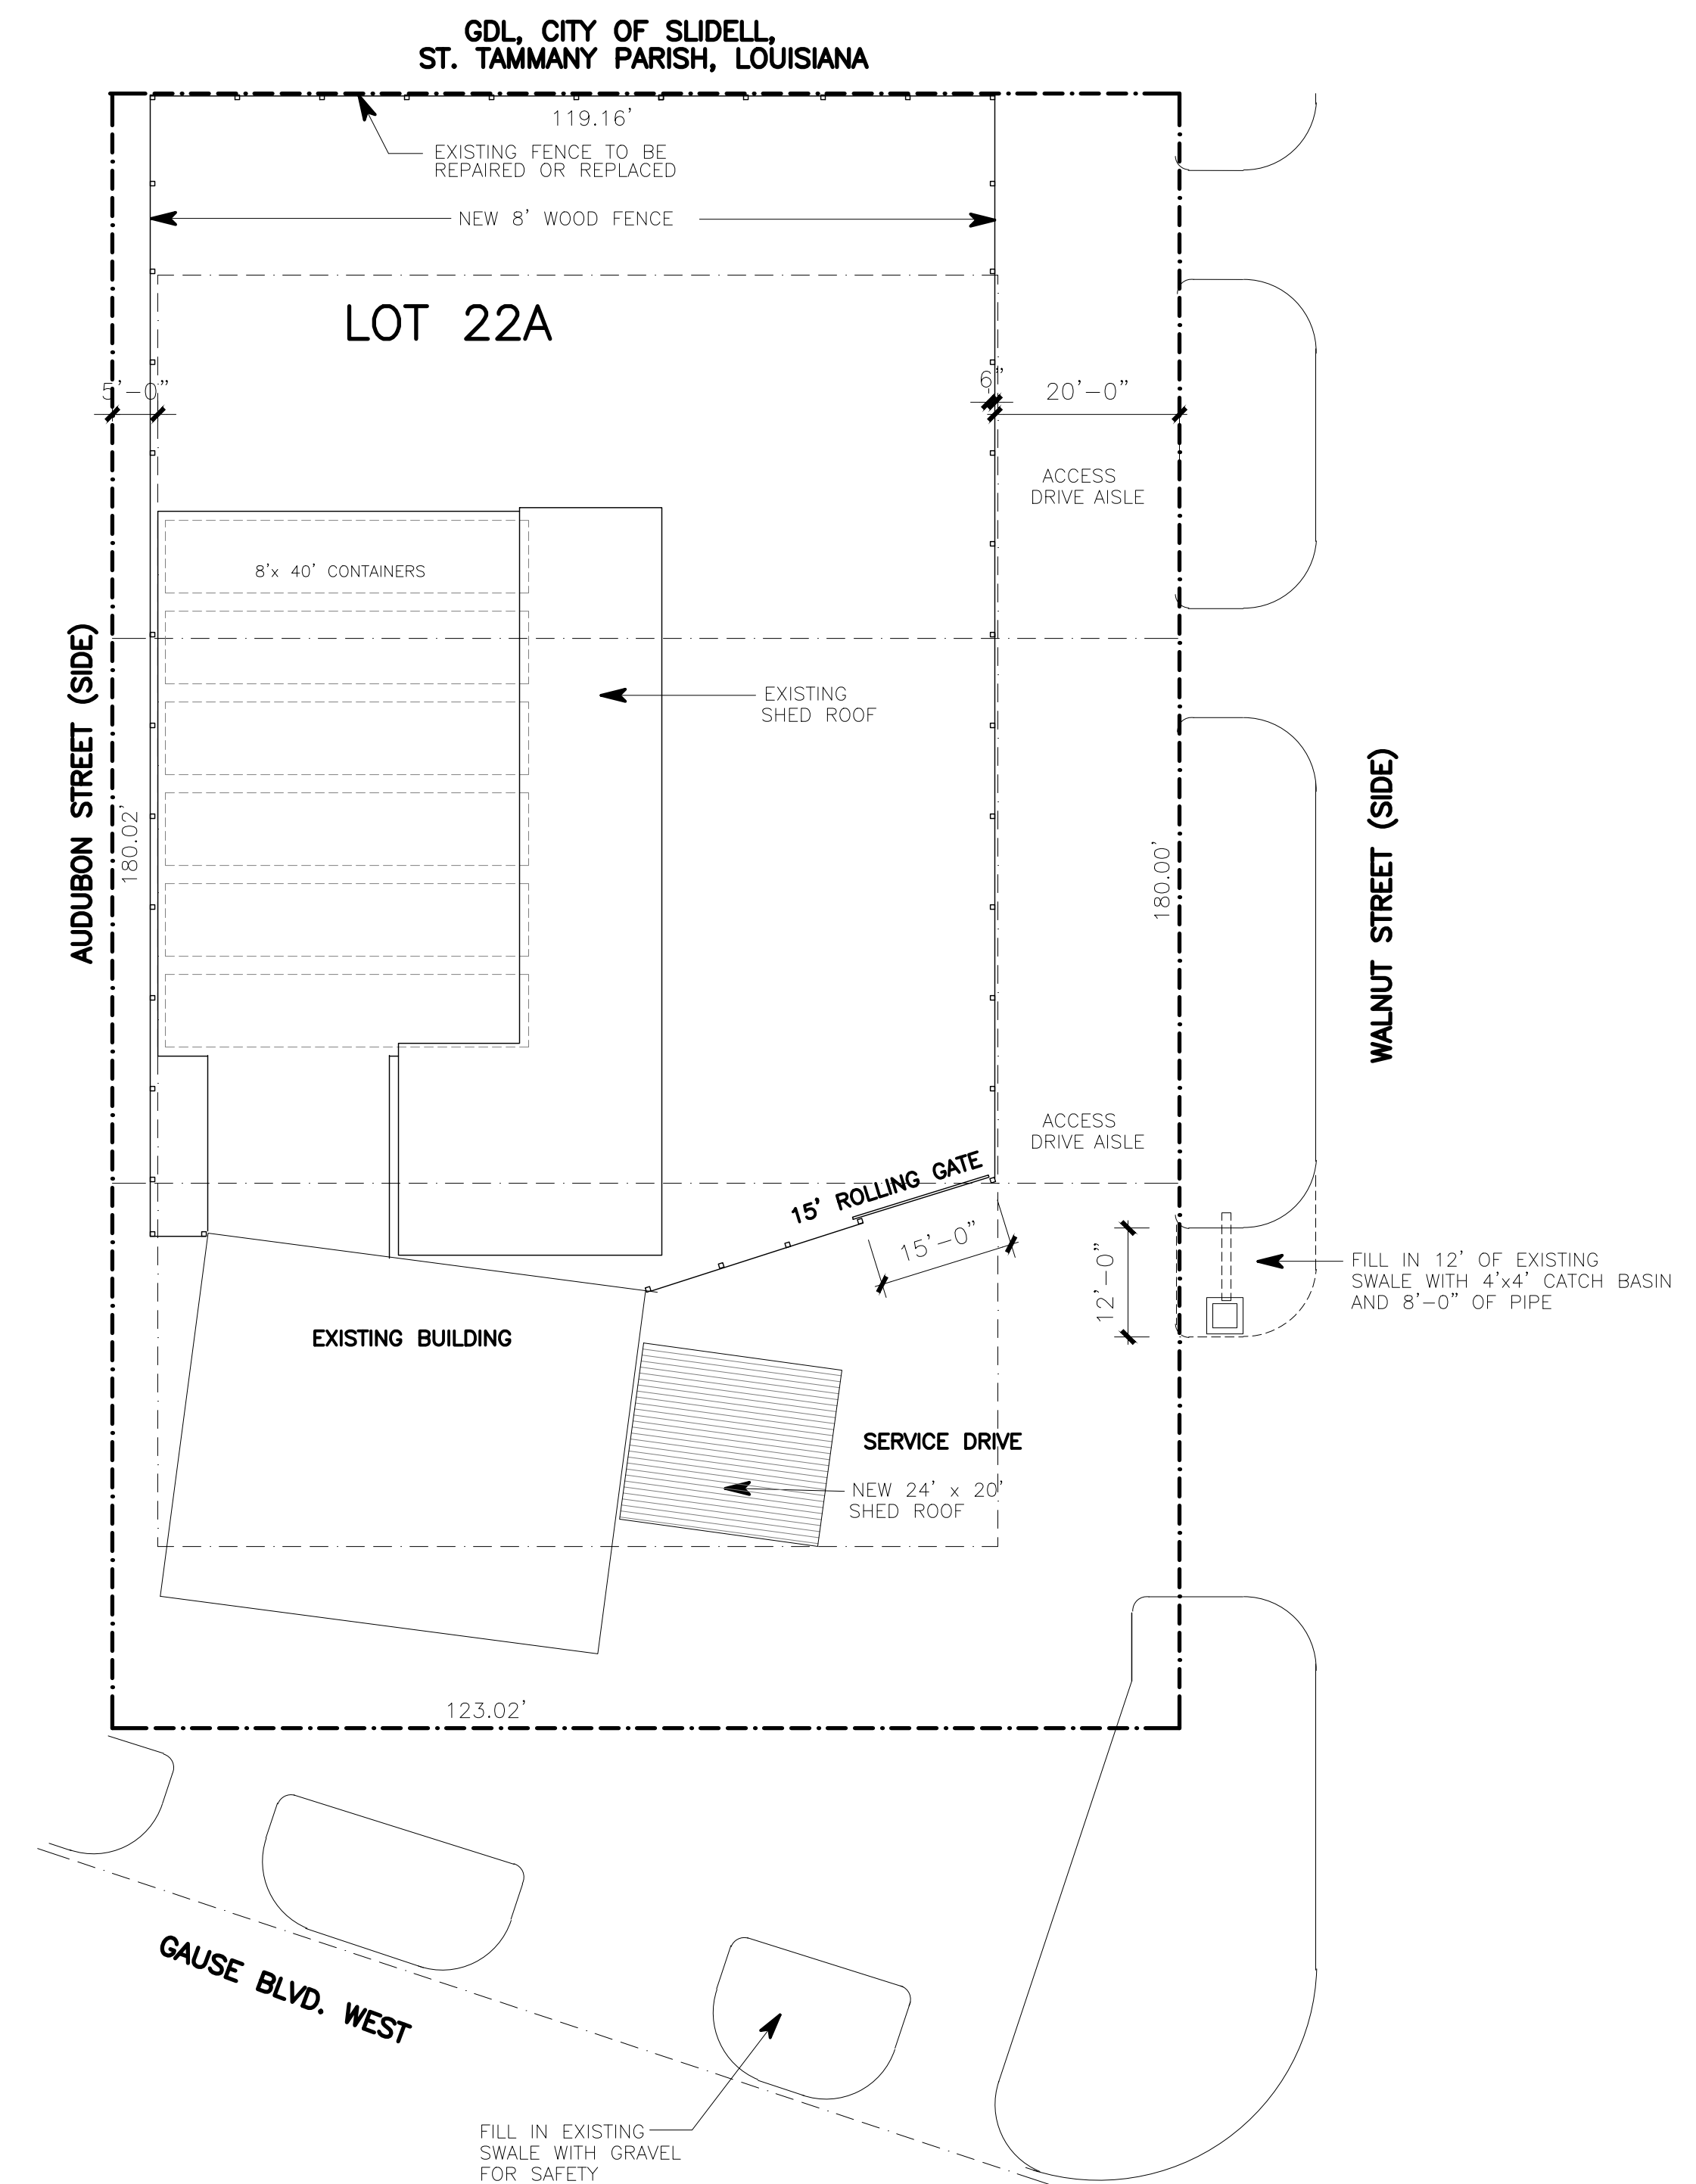 GDL, CITY OF SLIDELL,
ST. TAMMANY PARISH, LOUISIANA
119.16'
EXISTING FENCE TO BE
REPAIRED OR REPLACED
NEW 8' WOOD FENCE
LOT 22A
5'-0"
6"
20'-0"
ACCESS
DRIVE AISLE
8'x 40' CONTAINERS
EXISTING
SHED ROOF
AUDUBON STREET (SIDE)
180.02'
180.00'
WALNUT STREET (SIDE)
ACCESS
DRIVE AISLE
15' ROLLING GATE
15'-0"
12'-0"
FILL IN 12' OF EXISTING
SWALE WITH 4'x4' CATCH BASIN
AND 8'-0" OF PIPE
EXISTING BUILDING
SERVICE DRIVE
NEW 24' x 20'
SHED ROOF
123.02'
GAUSE BLVD. WEST
FILL IN EXISTING
SWALE WITH GRAVEL
FOR SAFETY